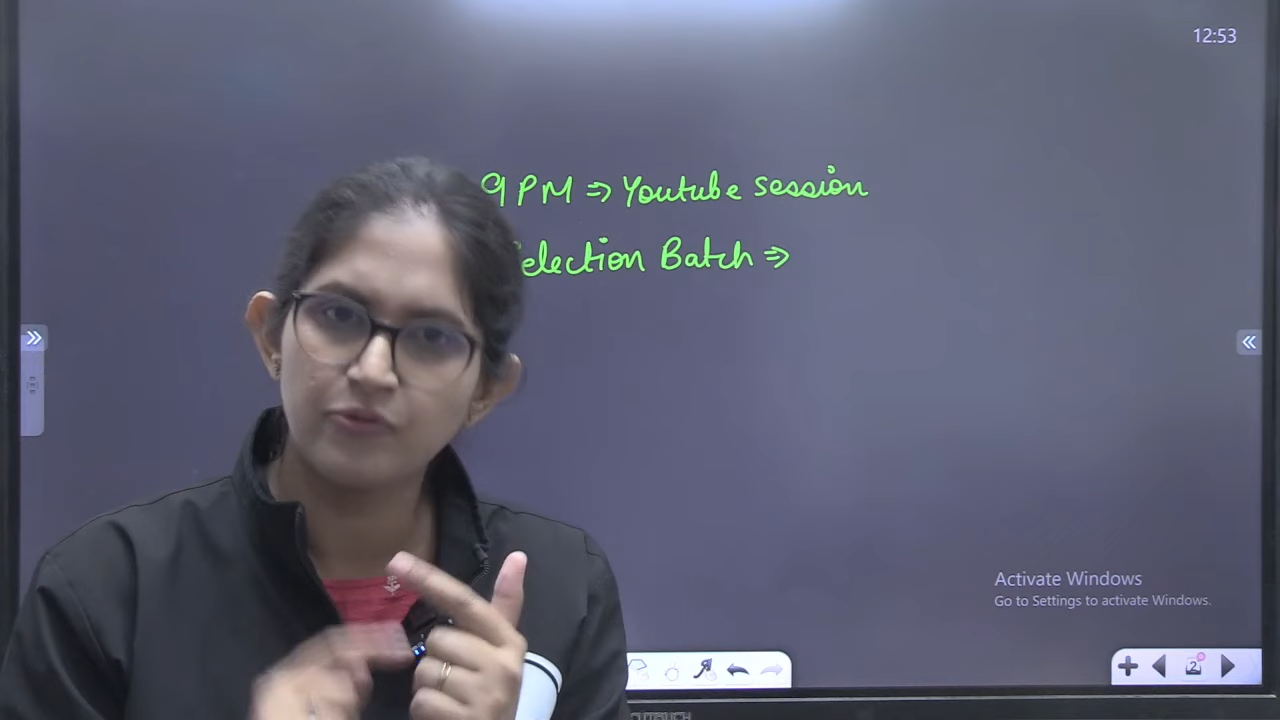 12:53
9 PM ⇒ Youtube session
election Batch ⇒
Activate Windows
Go to Settings to activate Windows.
2